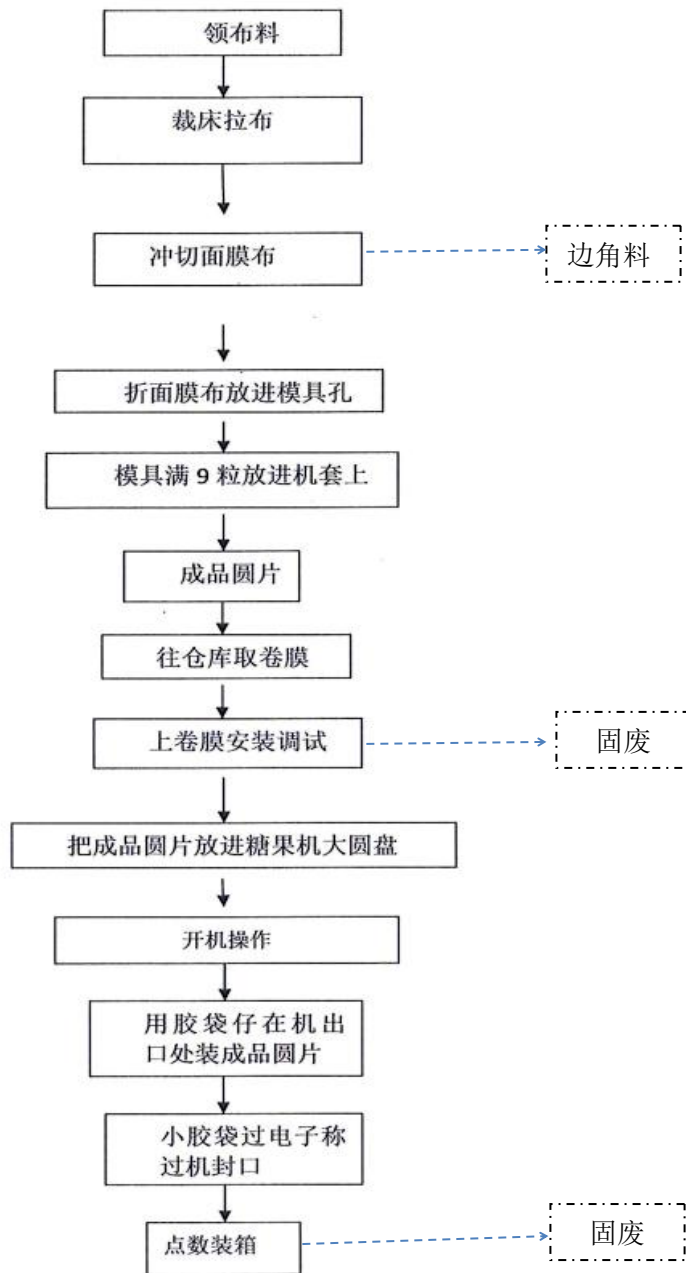 领布料
裁床拉布
冲切面膜布
边角料
折面膜布放进模具孔
模具满 9 粒放进机套上
成品圆片
往仓库取卷膜
上卷膜安装调试
固废
把成品圆片放进糖果机大圆盘
开机操作
用胶袋仔在机出
口处装成品圆片
小胶袋过电子称
过机封口
点数装箱
固废